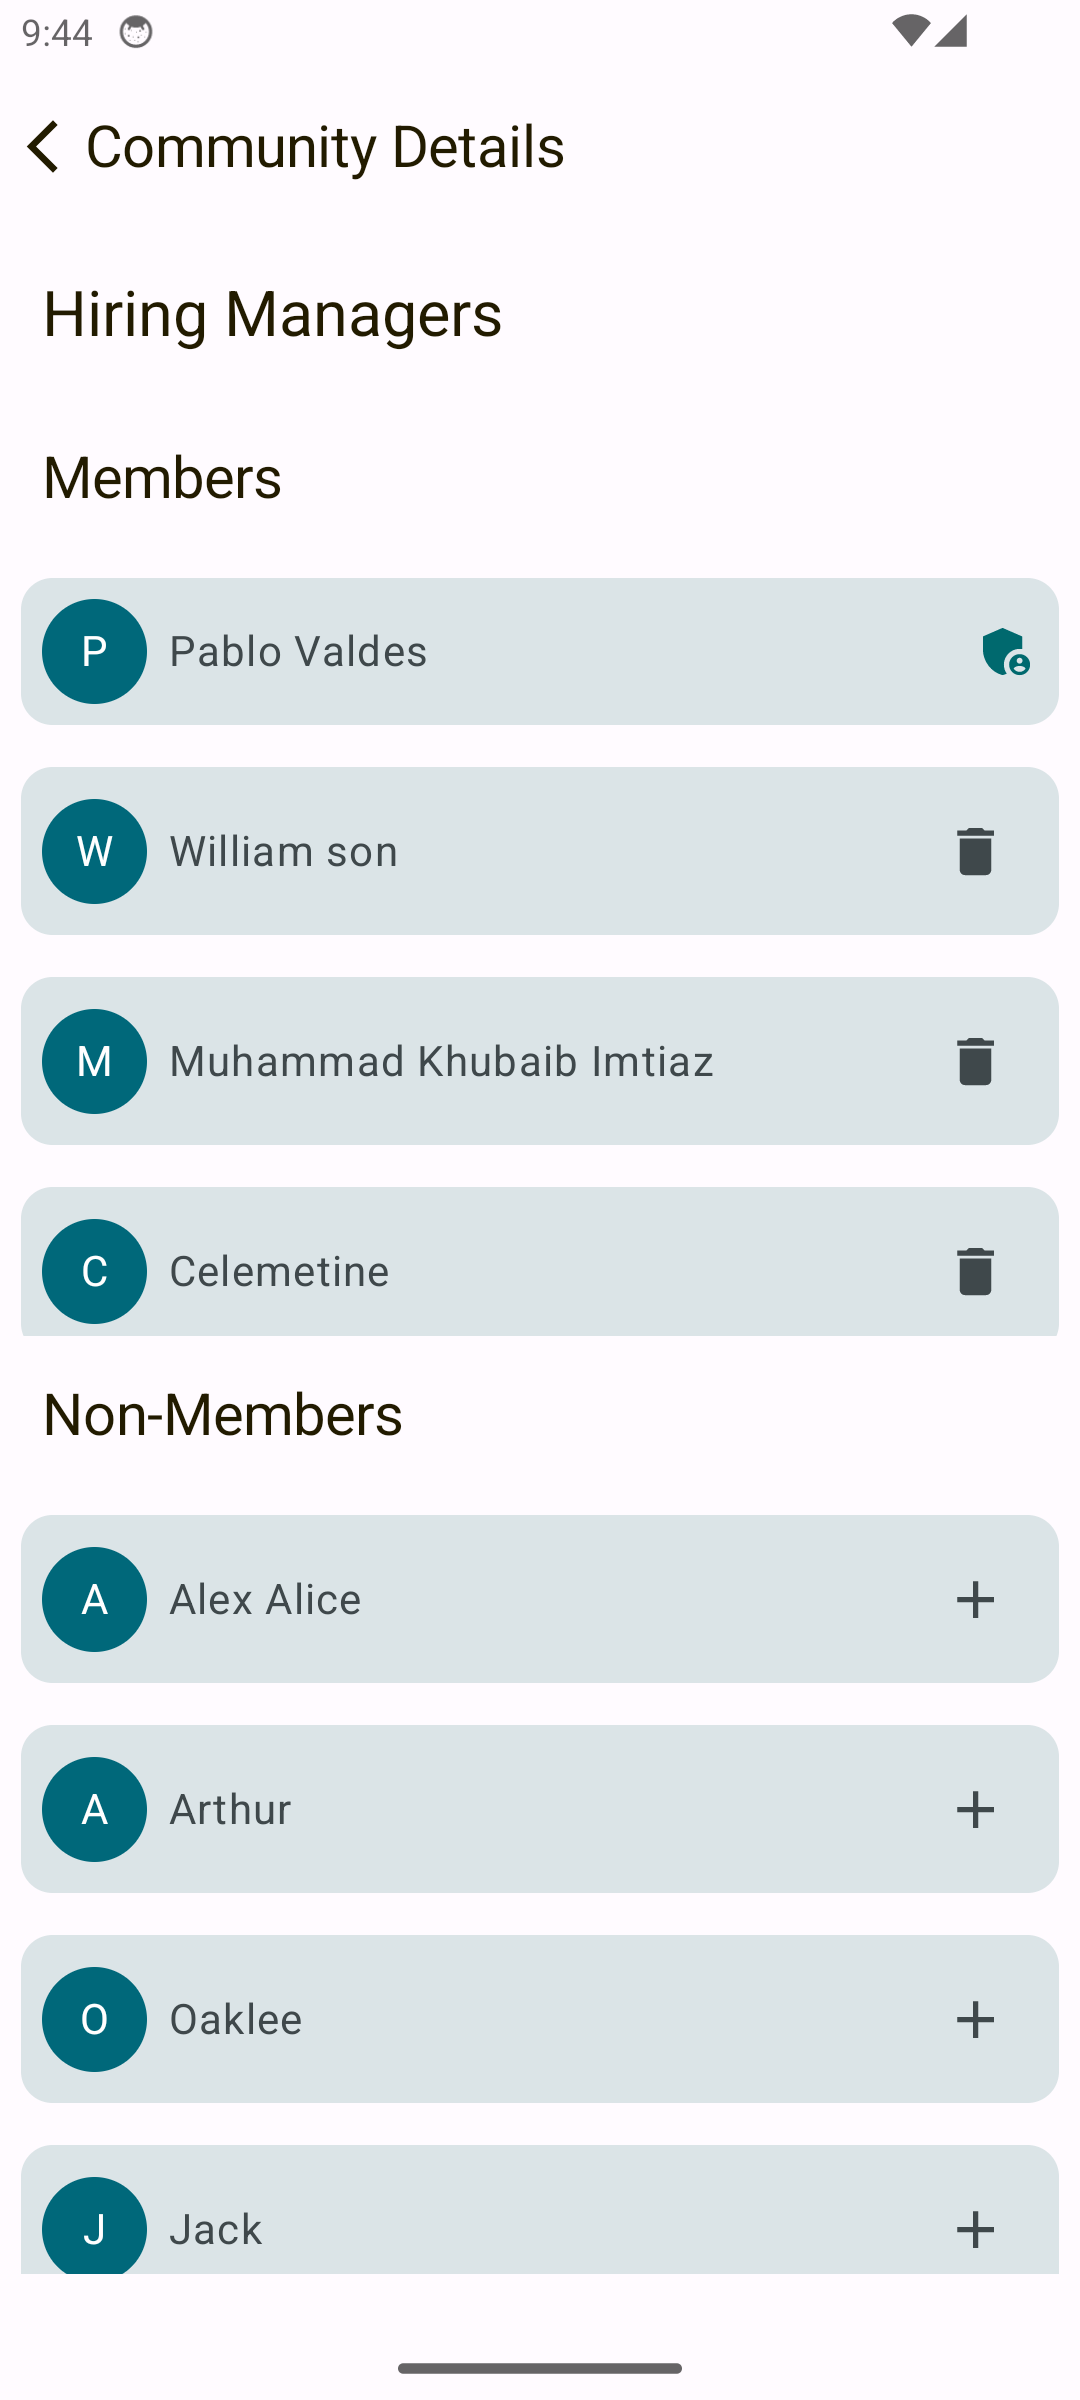 9:44
Community Details
Hiring Managers
Members
P Pablo Valdes
W William son
M Muhammad Khubaib Imtiaz
C Celemetine
Non-Members
A Alex Alice
A Arthur
O Oaklee
J Jack